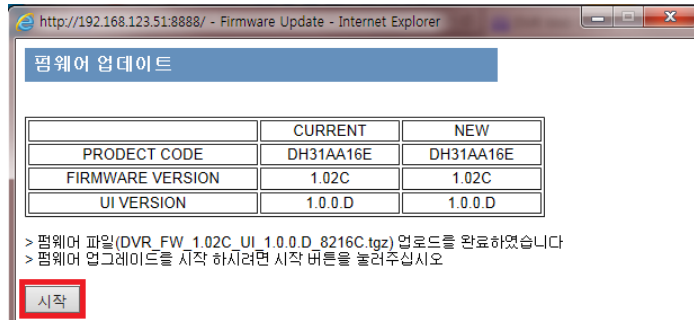 http://192.168.123.51:8888/ - Firmware Update - Internet Explorer
펌웨어 업데이트
CURRENT NEW
PRODECT CODE DH31AA16E DH31AA16E
FIRMWARE VERSION 1.02C 1.02C
UI VERSION 1.0.0.D 1.0.0.D
> 펌웨어 파일(DVR_FW_1.02C_UI_1.0.0.D_8216C.tgz) 업로드를 완료하였습니다
> 펌웨어 업그레이드를 시작 하시려면 시작 버튼을 눌러주십시오
시작